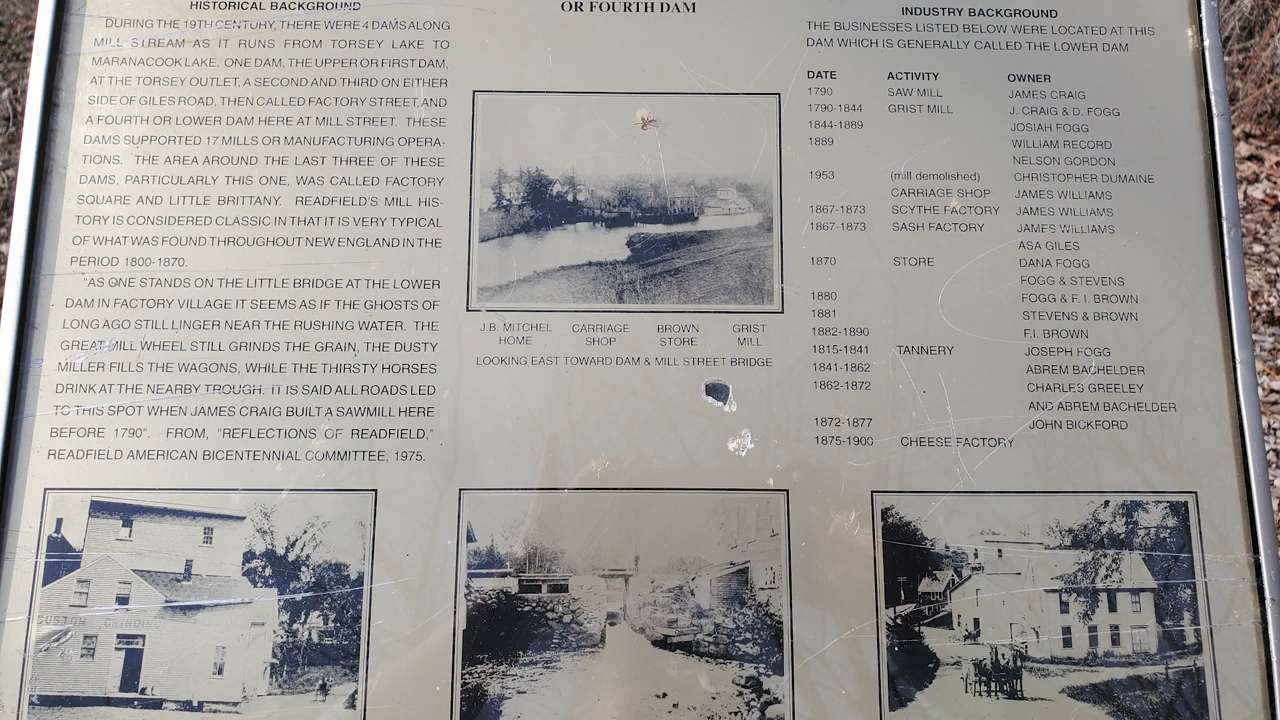 HISTORICAL BACKGROUND
DURING THE 19TH CENTURY, THERE WERE 4 DAMS ALONG
MILL STREAM AS IT RUNS FROM TORSEY LAKE TO
MARANACOOK LAKE. ONE DAM, THE UPPER OR FIRST DAM,
AT THE TORSEY OUTLET, A SECOND AND THIRD ON EITHER
SIDE OF GILES ROAD, THEN CALLED FACTORY STREET, AND
A FOURTH OR LOWER DAM HERE AT MILL STREET. THESE
DAMS SUPPORTED 17 MILLS OR MANUFACTURING OPERA-
TIONS. THE AREA AROUND THE LAST THREE OF THESE
DAMS, PARTICULARLY THIS ONE, WAS CALLED FACTORY
SQUARE AND LITTLE BRITTANY. READFIELD'S MILL HIS-
TORY IS CONSIDERED CLASSIC IN THAT IT IS VERY TYPICAL
OF WHAT WAS FOUND THROUGHOUT NEW ENGLAND IN THE
PERIOD 1800-1870.
"AS ONE STANDS ON THE LITTLE BRIDGE AT THE LOWER
DAM IN FACTORY VILLAGE IT SEEMS AS IF THE GHOSTS OF
LONG AGO STILL LINGER NEAR THE RUSHING WATER. THE
GREAT MILL WHEEL STILL GRINDS THE GRAIN, THE DUSTY
MILLER FILLS THE WAGONS, WHILE THE THIRSTY HORSES
DRINK AT THE NEARBY TROUGH. IT IS SAID ALL ROADS LED
TO THIS SPOT WHEN JAMES CRAIG BUILT A SAWMILL HERE
BEFORE 1790". FROM, "REFLECTIONS OF READFIELD,"
READFIELD AMERICAN BICENTENNIAL COMMITTEE, 1975.
OR FOURTH DAM
J.B. MITCHEL HOME CARRIAGE SHOP BROWN STORE GRIST MILL
LOOKING EAST TOWARD DAM & MILL STREET BRIDGE
INDUSTRY BACKGROUND
THE BUSINESSES LISTED BELOW WERE LOCATED AT THIS
DAM WHICH IS GENERALLY CALLED THE LOWER DAM.
DATE ACTIVITY OWNER
1790 SAW MILL JAMES CRAIG
1790-1844 GRIST MILL J. CRAIG & D. FOGG
1844-1889 JOSIAH FOGG
1889 WILLIAM RECORD
NELSON GORDON
1953 (mill demolished) CHRISTOPHER DUMAINE
CARRIAGE SHOP JAMES WILLIAMS
1867-1873 SCYTHE FACTORY JAMES WILLIAMS
1867-1873 SASH FACTORY JAMES WILLIAMS
ASA GILES
1870 STORE DANA FOGG
FOGG & STEVENS
1880 FOGG & F. I. BROWN
1881 STEVENS & BROWN
1882-1890 F.I. BROWN
1815-1841 TANNERY JOSEPH FOGG
1841-1862 ABREM BACHELDER
1862-1872 CHARLES GREELEY
AND ABREM BACHELDER
1872-1877 JOHN BICKFORD
1875-1900 CHEESE FACTORY
CUSTOM GRINDING